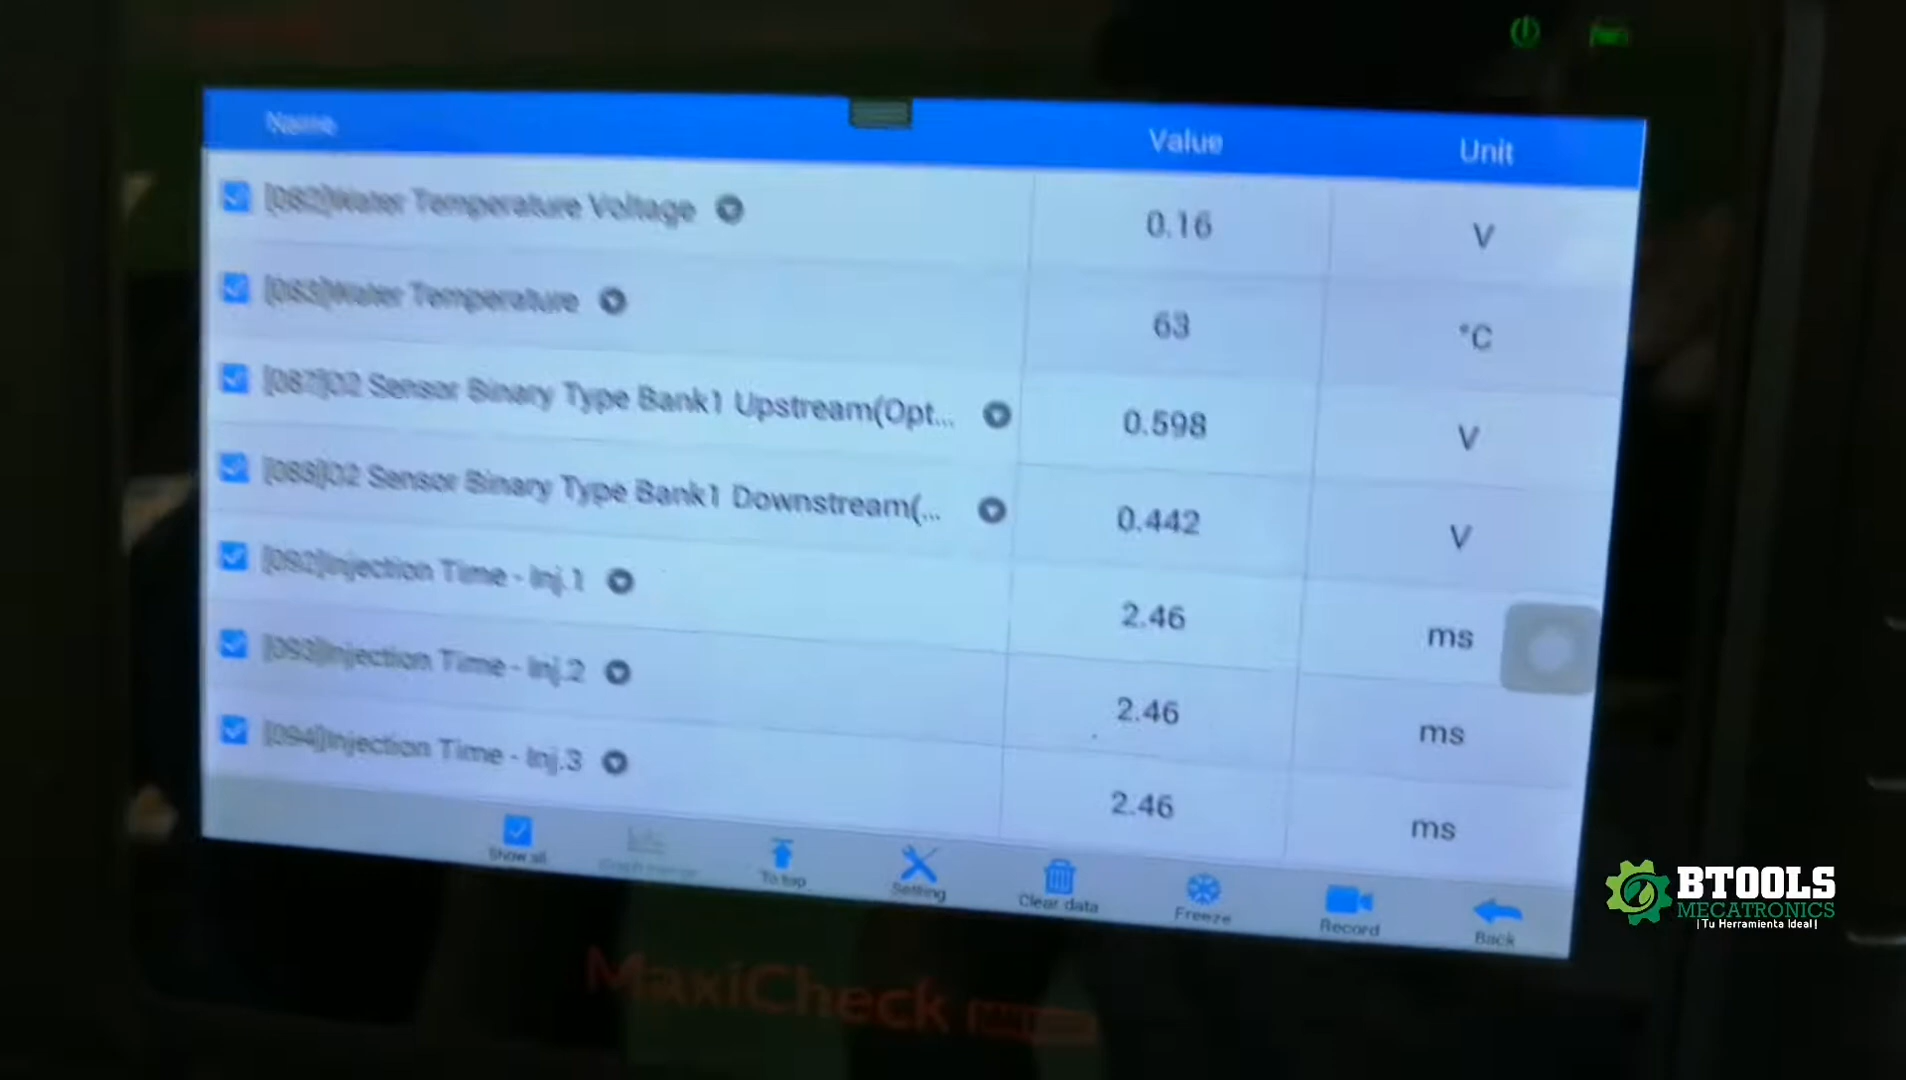 Name Value Unit
[082]Water Temperature Voltage 0.16 V
[083]Water Temperature 63 °C
[087]O2 Sensor Binary Type Bank1 Upstream(Opt... 0.598 V
[088]O2 Sensor Binary Type Bank1 Downstream(... 0.442 V
[092]Injection Time - Inj.1 2.46 ms
[093]Injection Time - Inj.2 2.46 ms
[094]Injection Time - Inj.3 2.46 ms
Show all Graph merge To top Setting Clear data Freeze Record Back
MaxiCheck
BTOOLS
MECATRONICS
|Tu Herramienta Ideal|